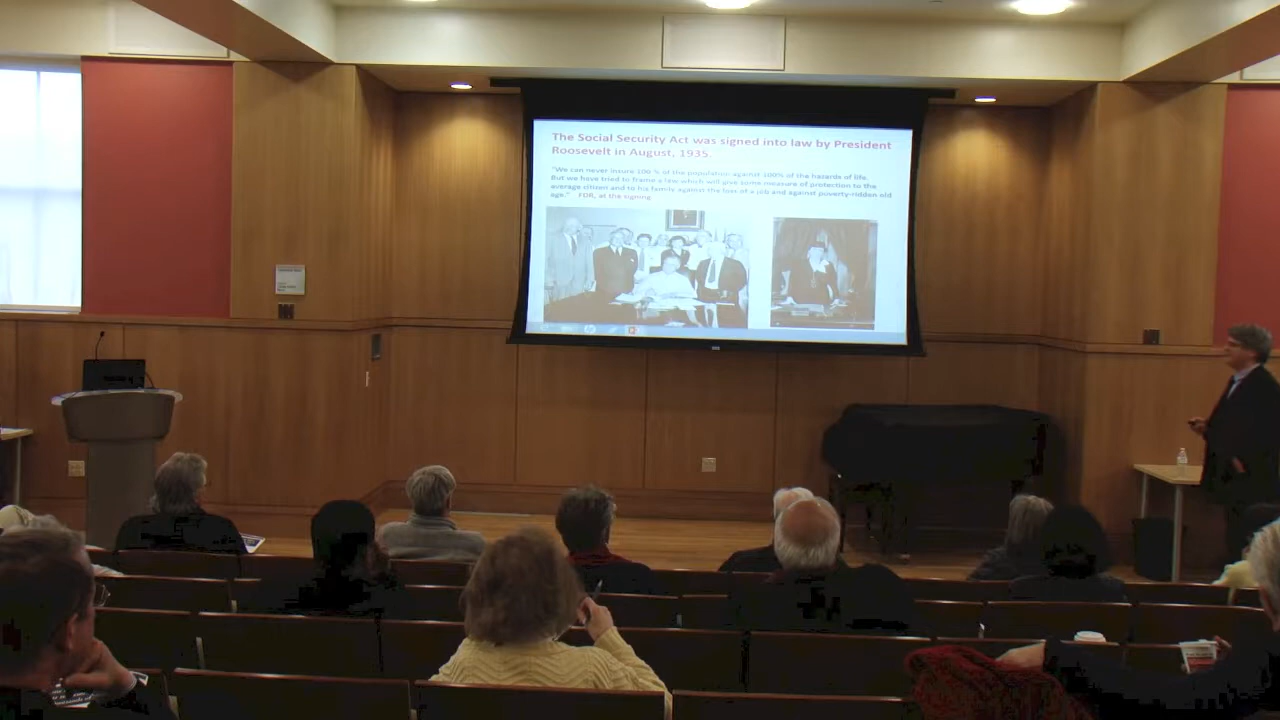 The Social Security Act was signed into law by President
Roosevelt in August, 1935.
"We can never insure 100 % of the population against 100% of the hazards of life.
But we have tried to frame a law which will give some measure of protection to the
average citizen and to his family against the loss of a job and against poverty-ridden old
age." FDR, at the signing